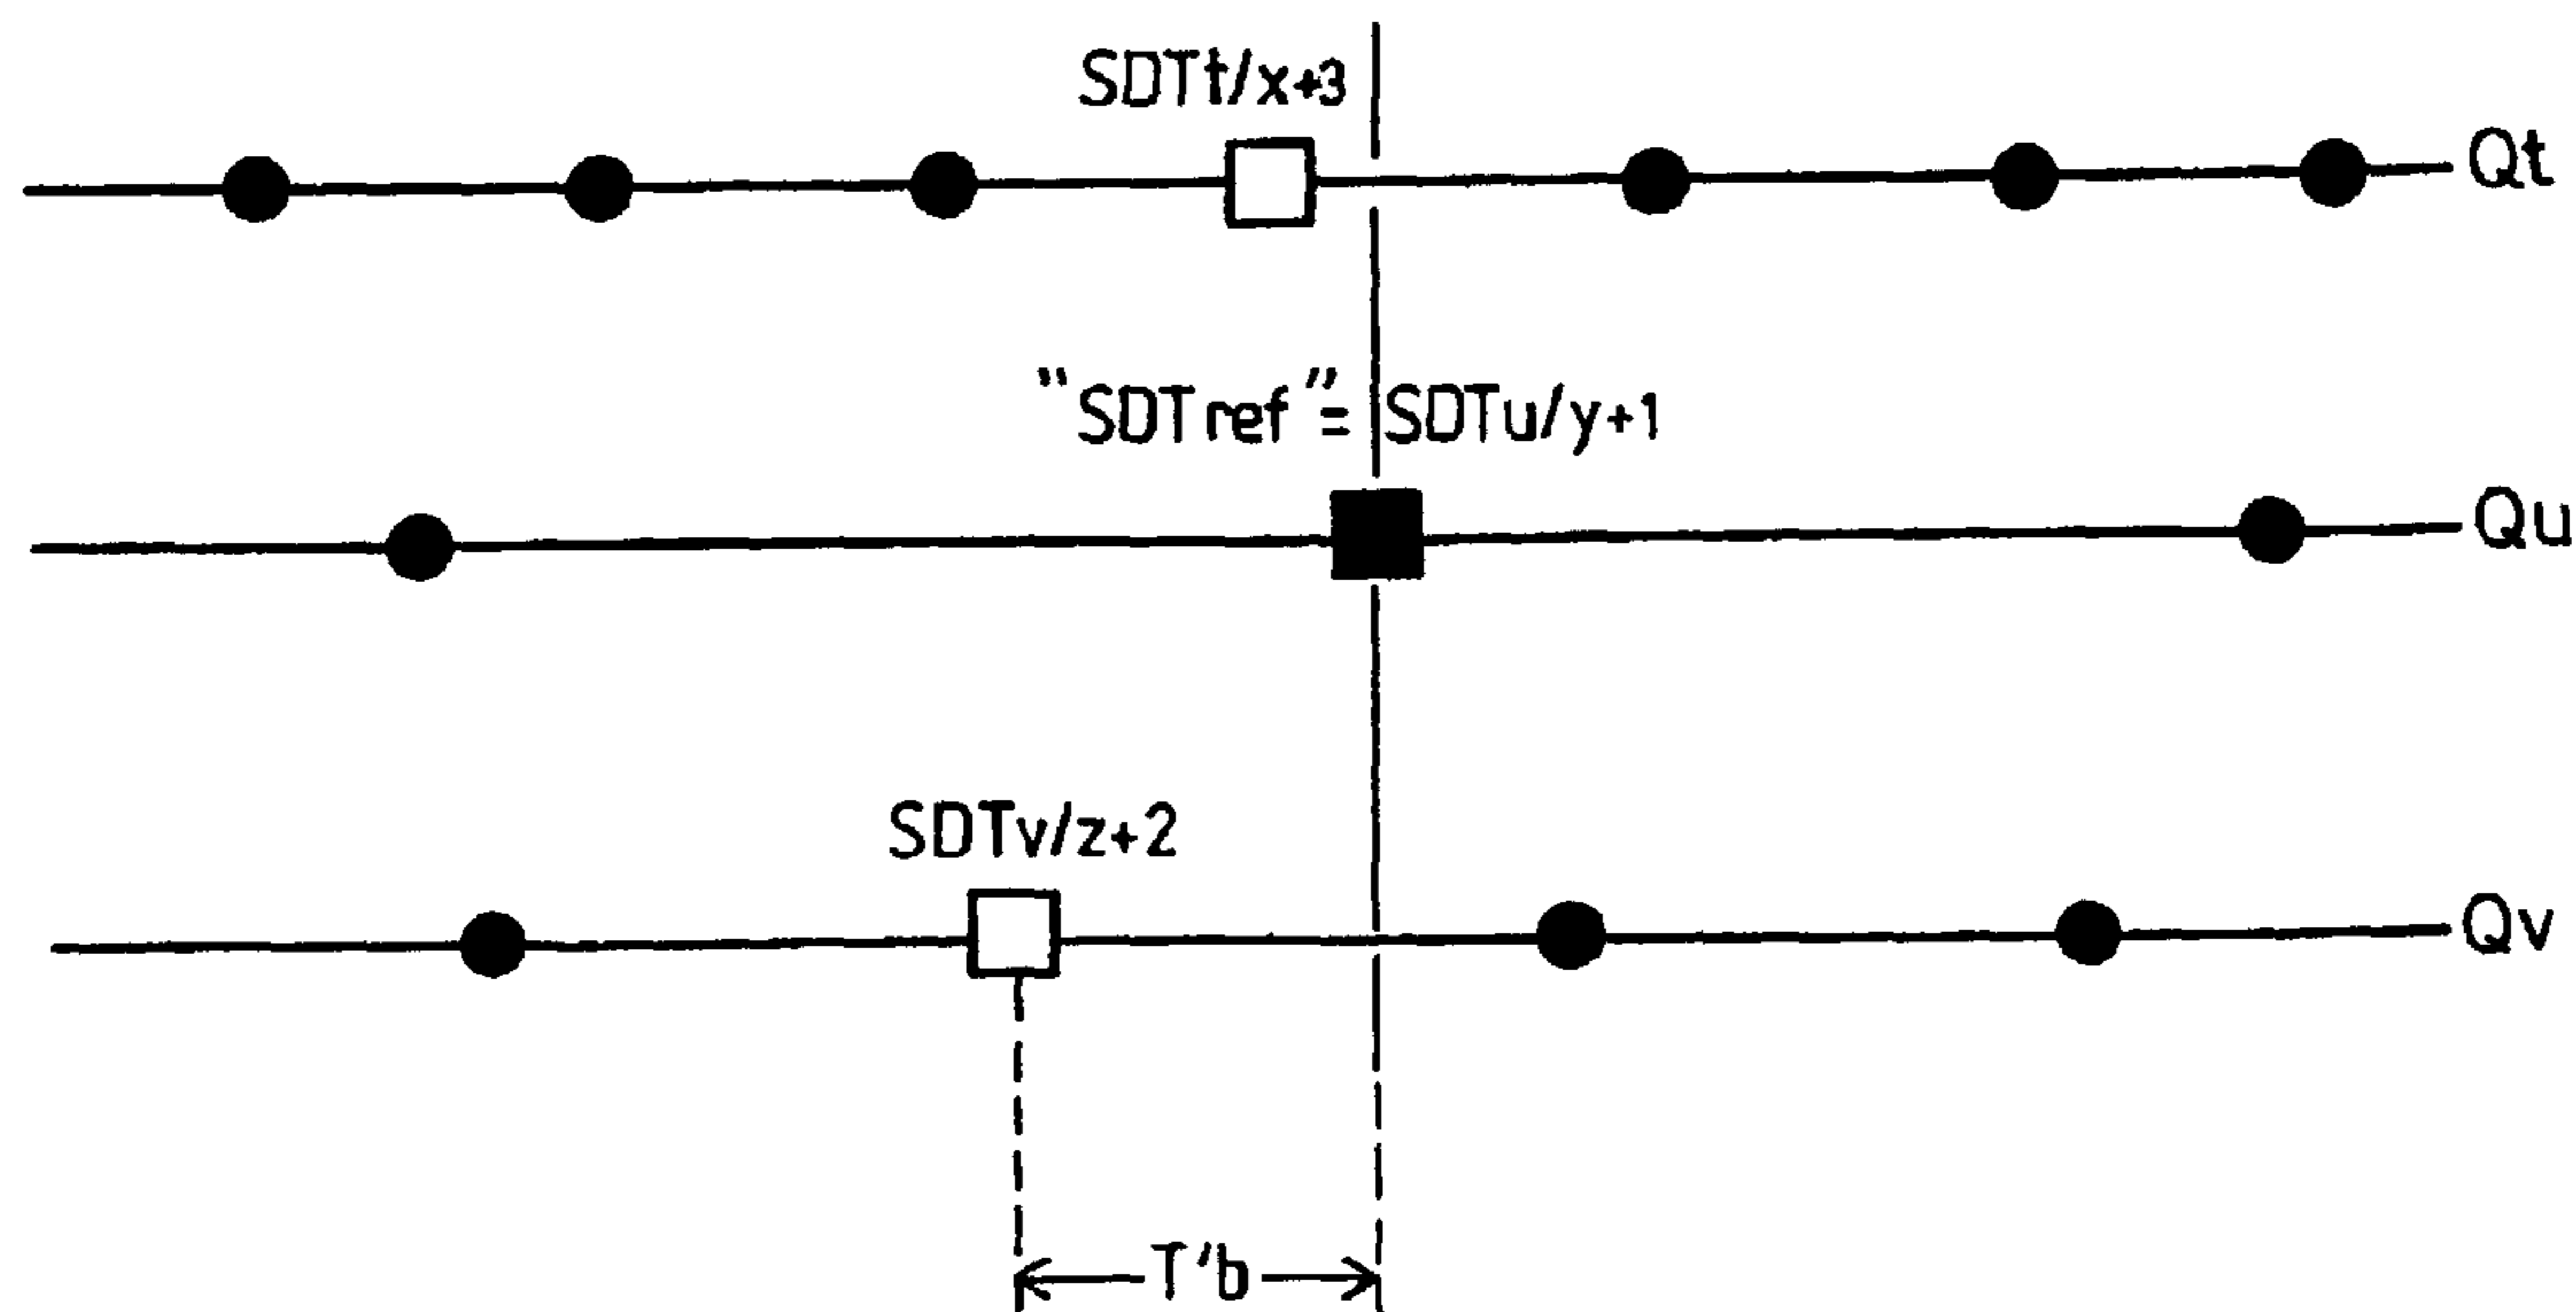 SDTt/x+3
Qt
"SDTref"= SDTu/y+1
Qu
SDTv/z+2
Qv
T'b